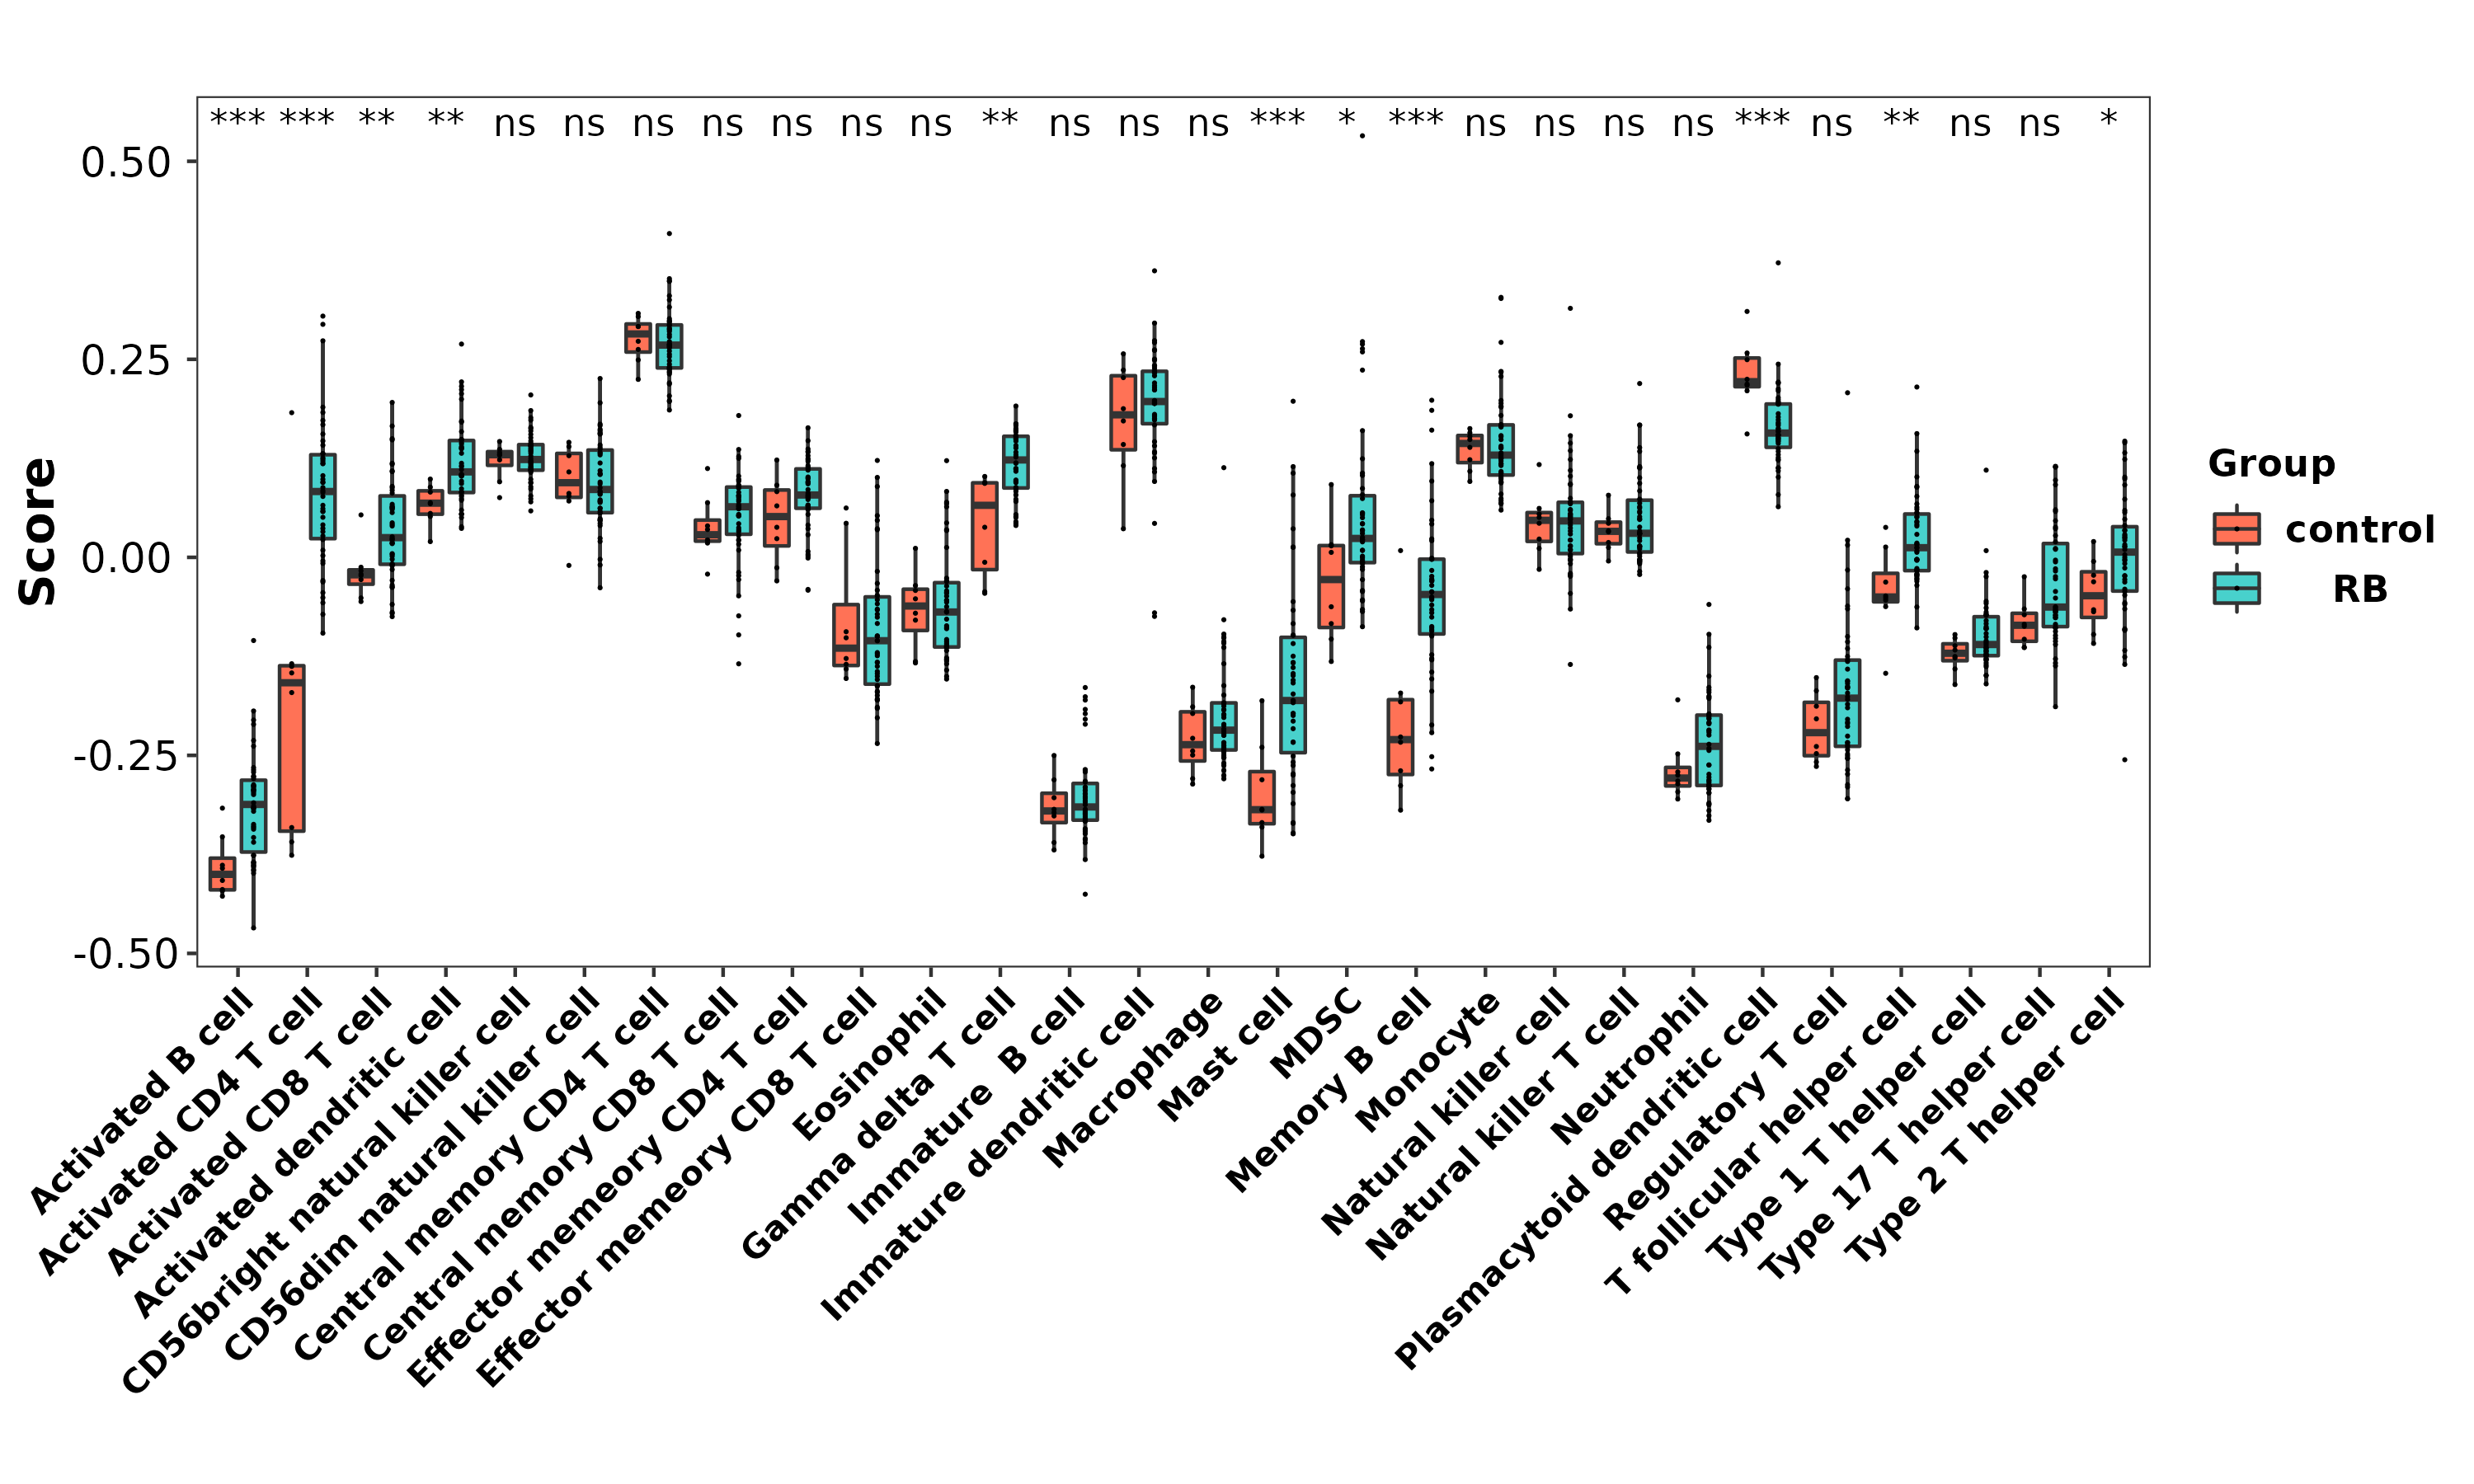 *** *** ** ** ns ns ns ns ns ns ns ** ns ns ns *** * *** ns ns ns ns *** ns ** ns ns *
0.50
0.25
0.00
-0.25
-0.50
Score
Group
control
RB
Activated B cell
Activated CD4 T cell
Activated CD8 T cell
Activated dendritic cell
CD56bright natural killer cell
CD56dim natural killer cell
Central memory CD4 T cell
Central memory CD8 T cell
Effector memeory CD4 T cell
Effector memeory CD8 T cell
Eosinophil
Gamma delta T cell
Immature  B cell
Immature dendritic cell
Macrophage
Mast cell
MDSC
Memory B cell
Monocyte
Natural killer cell
Natural killer T cell
Neutrophil
Plasmacytoid dendritic cell
Regulatory T cell
T follicular helper cell
Type 1 T helper cell
Type 17 T helper cell
Type 2 T helper cell